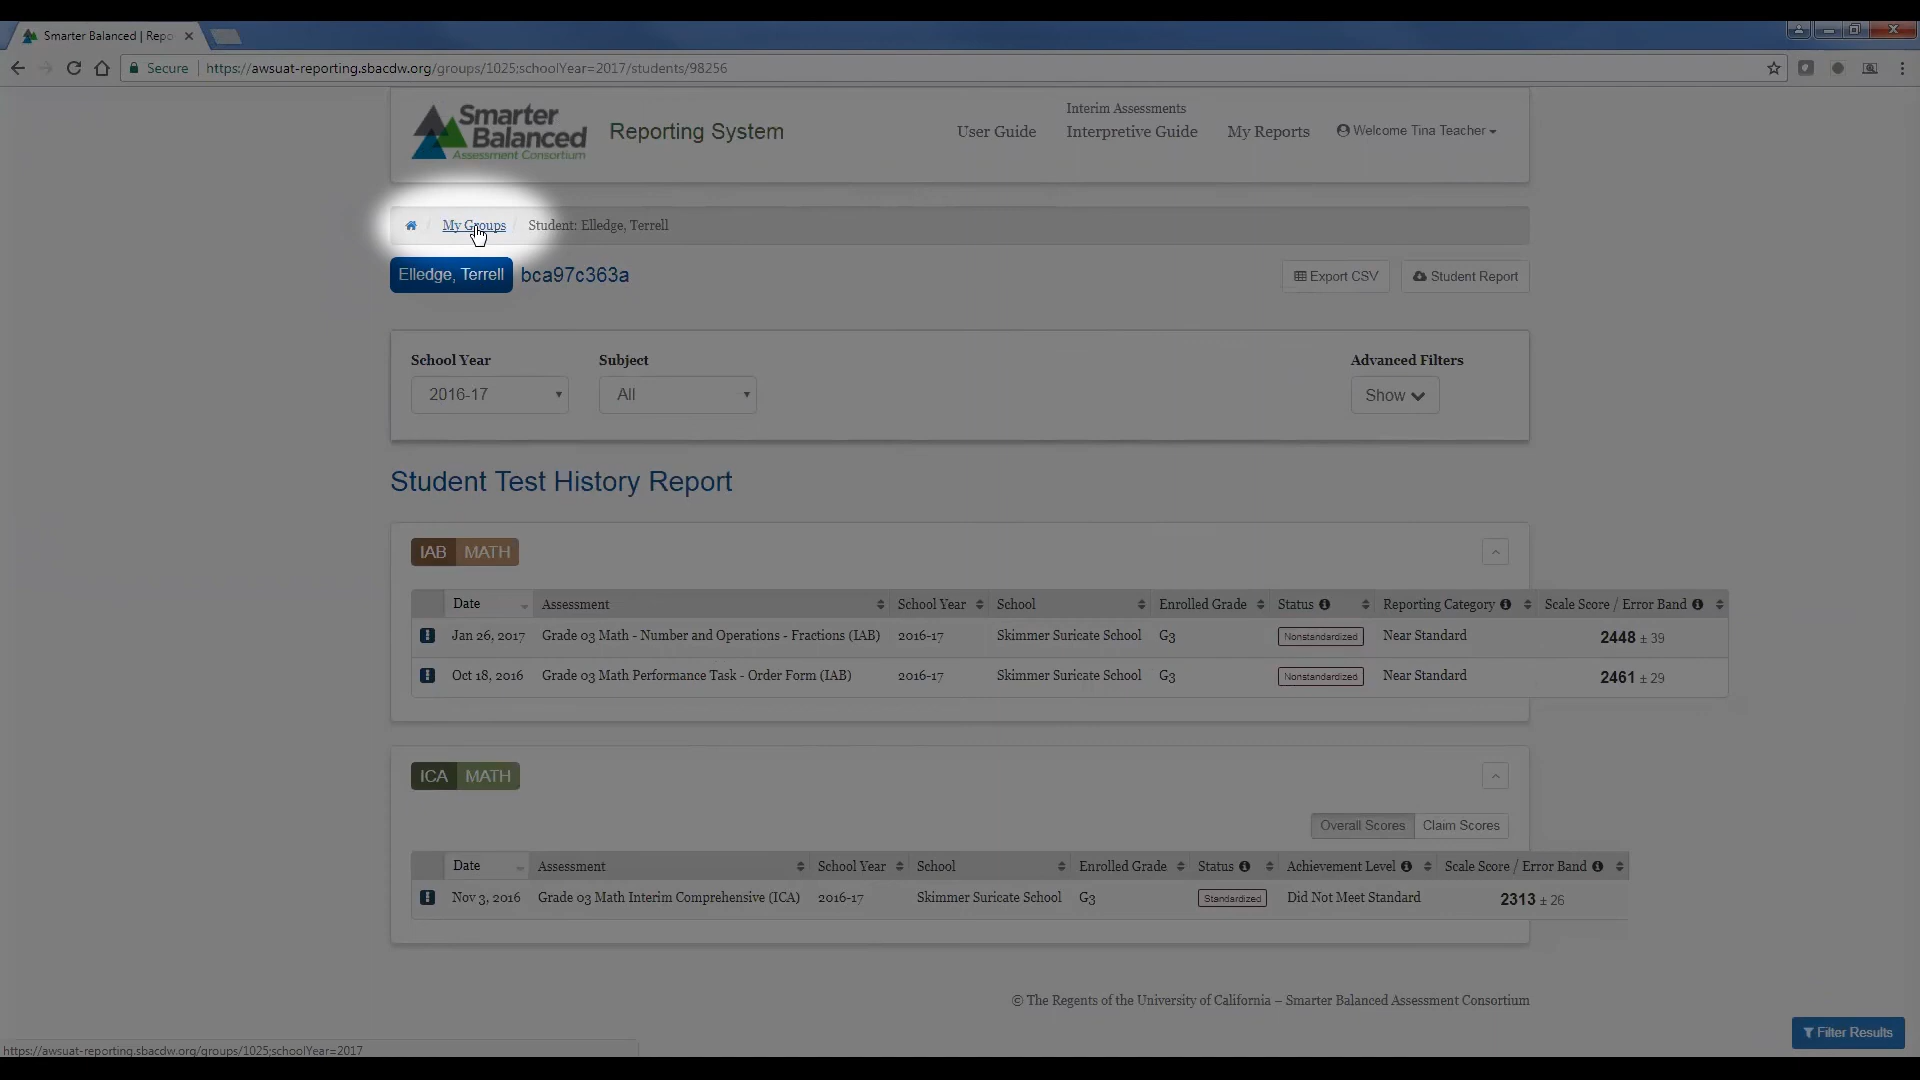 Smarter Balanced | Repo
Secure https://awsuat-reporting.sbacdw.org/groups/1025;schoolYear=2017/students/98256
Smarter Balanced Assessment Consortium
Reporting System
User Guide
Interim Assessments
Interpretive Guide
My Reports
Welcome Tina Teacher
My Groups Student: Elledge, Terrell
Elledge, Terrell bca97c363a
Export CSV Student Report
School Year Subject Advanced Filters
2016-17 All Show
Student Test History Report
IAB MATH
Date Assessment School Year School Enrolled Grade Status Reporting Category Scale Score / Error Band
Jan 26, 2017 Grade 03 Math - Number and Operations - Fractions (IAB) 2016-17 Skimmer Suricate School G3 Nonstandardized Near Standard 2448 ± 39
Oct 18, 2016 Grade 03 Math Performance Task - Order Form (IAB) 2016-17 Skimmer Suricate School G3 Nonstandardized Near Standard 2461 ± 29
ICA MATH
Overall Scores Claim Scores
Date Assessment School Year School Enrolled Grade Status Achievement Level Scale Score / Error Band
Nov 3, 2016 Grade 03 Math Interim Comprehensive (ICA) 2016-17 Skimmer Suricate School G3 Standardized Did Not Meet Standard 2313 ± 26
© The Regents of the University of California – Smarter Balanced Assessment Consortium
Filter Results
https://awsuat-reporting.sbacdw.org/groups/1025;schoolYear=2017